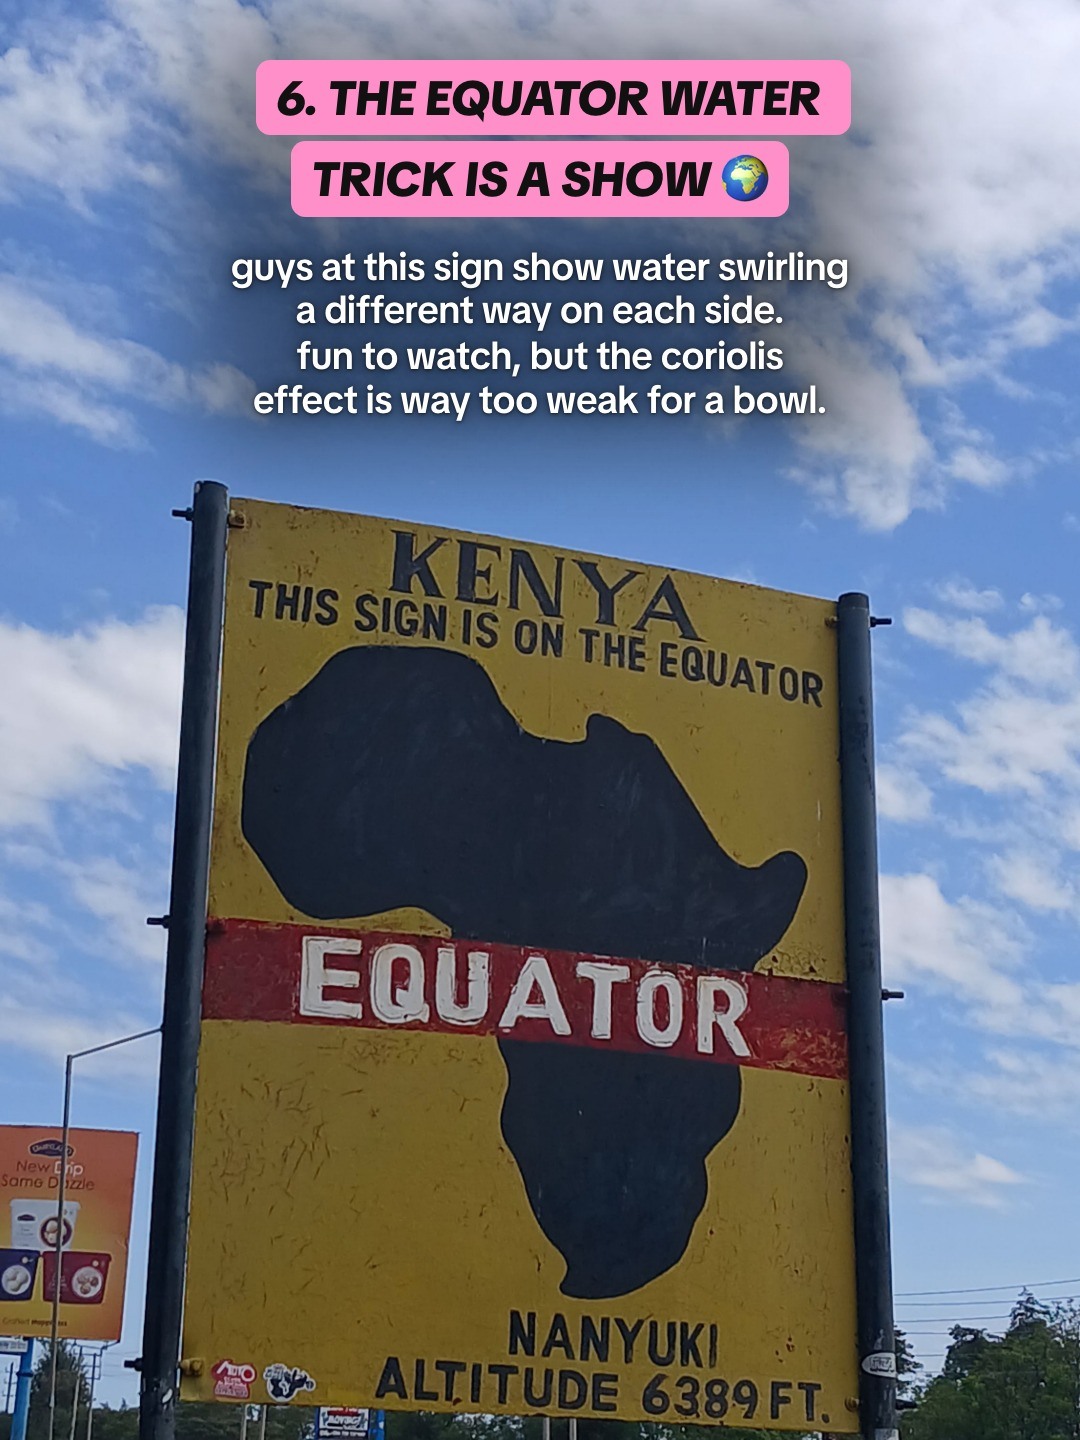 6. THE EQUATOR WATER
TRICK IS A SHOW 🌍
guys at this sign show water swirling
a different way on each side.
fun to watch, but the coriolis
effect is way too weak for a bowl.
KENYA
THIS SIGN IS ON THE EQUATOR
EQUATOR
New Drip
Same Dazzle
NANYUKI
ALTITUDE 6389 FT.